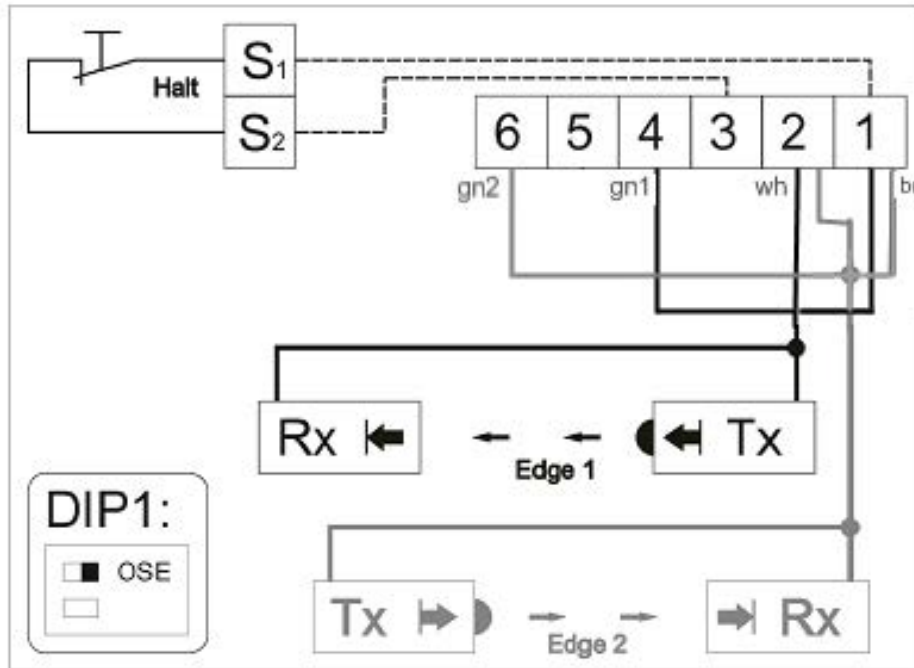 S1
Halt
S2
6 5 4 3 2 1
gn2 gn1 wh
Rx Tx
Edge 1
DIP1:
OSE
Tx Rx
Edge 2